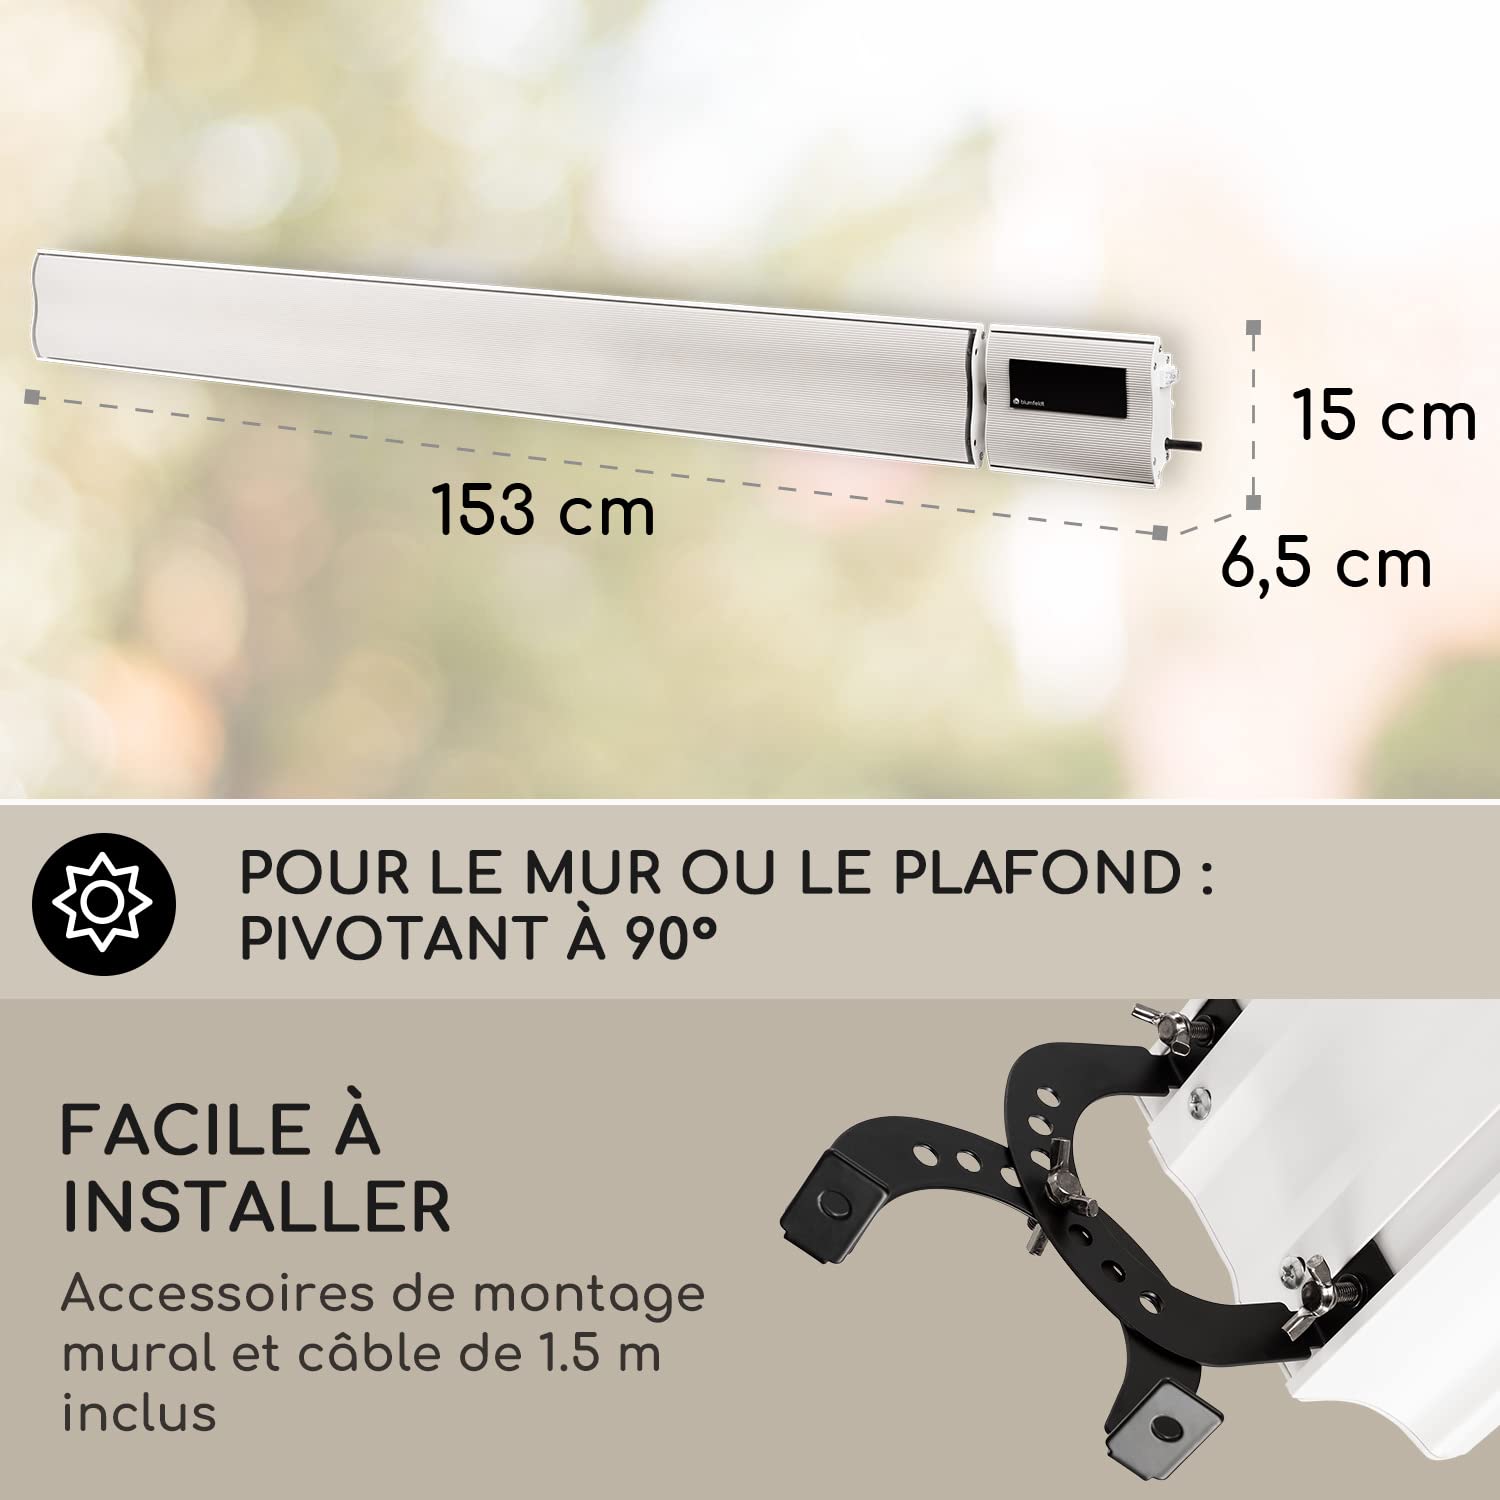 blumfeldt
15 cm
153 cm
6,5 cm
POUR LE MUR OU LE PLAFOND :
PIVOTANT À 90°
FACILE À
INSTALLER
Accessoires de montage
mural et câble de 1.5 m
inclus